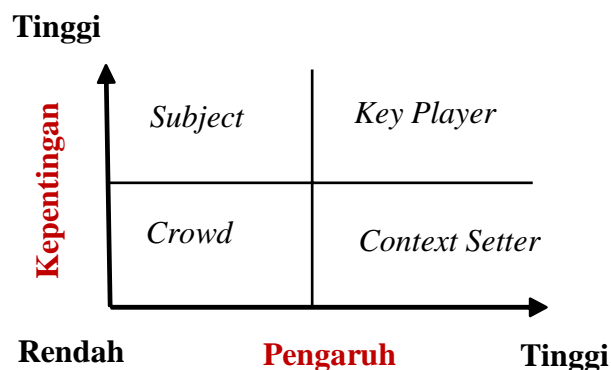 Tinggi
Subject
Key Player
Kepentingan
Crowd
Context Setter
Rendah
Pengaruh
Tinggi